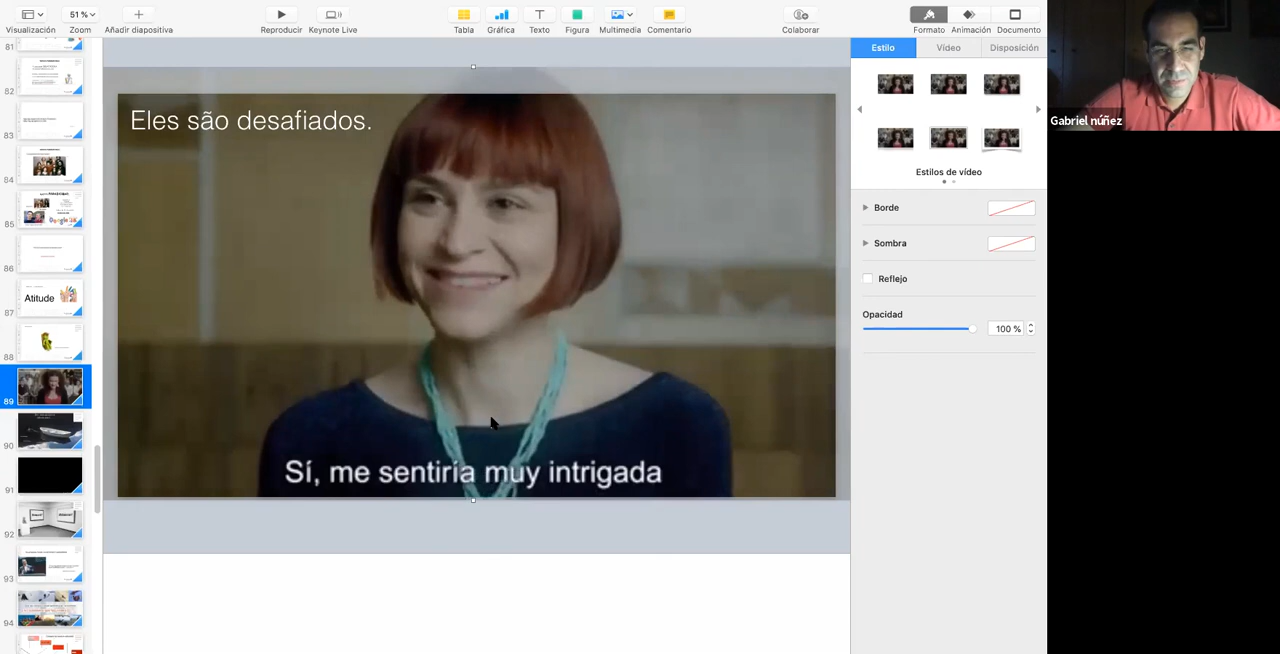 51 %
Visualización
Zoom
Añadir diapositiva
Reproducir
Keynote Live
Tabla
Gráfica
Texto
Figura
Multimedia
Comentario
Colaborar
Formato
Animación
Documento
Estilo
Vídeo
Disposición
Estilos de vídeo
Borde
Sombra
Reflejo
Opacidad
100 %
Gabriel núñez
Eles são desafiados.
Sí, me sentiría muy intrigada
81
82
83
84
85
86
87
Atitude
88
89
90
91
92
93
94